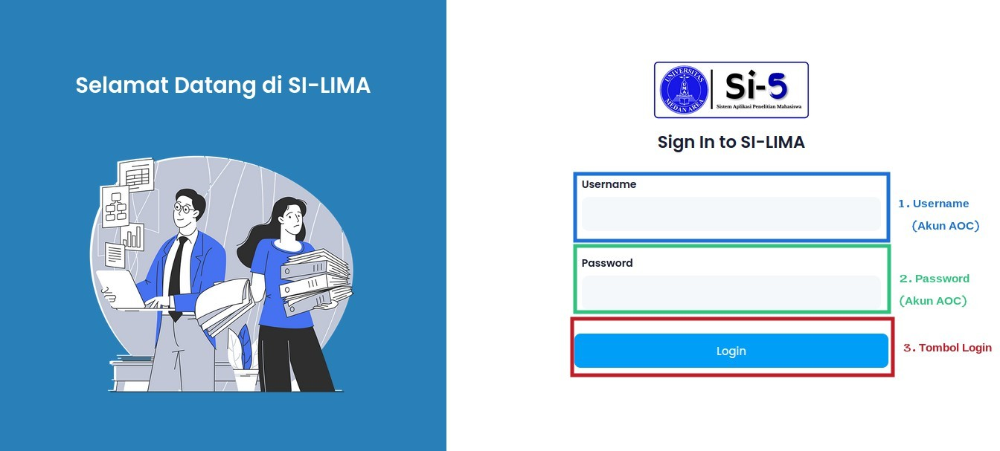 Selamat Datang di SI-LIMA
UNIVERSITAS
UMA
MEDAN AREA
Si-5
Sistem Aplikasi Penelitian Mahasiswa
Sign In to SI-LIMA
Username
1. Username
(Akun AOC)
Password
2. Password
(Akun AOC)
Login
3. Tombol Login